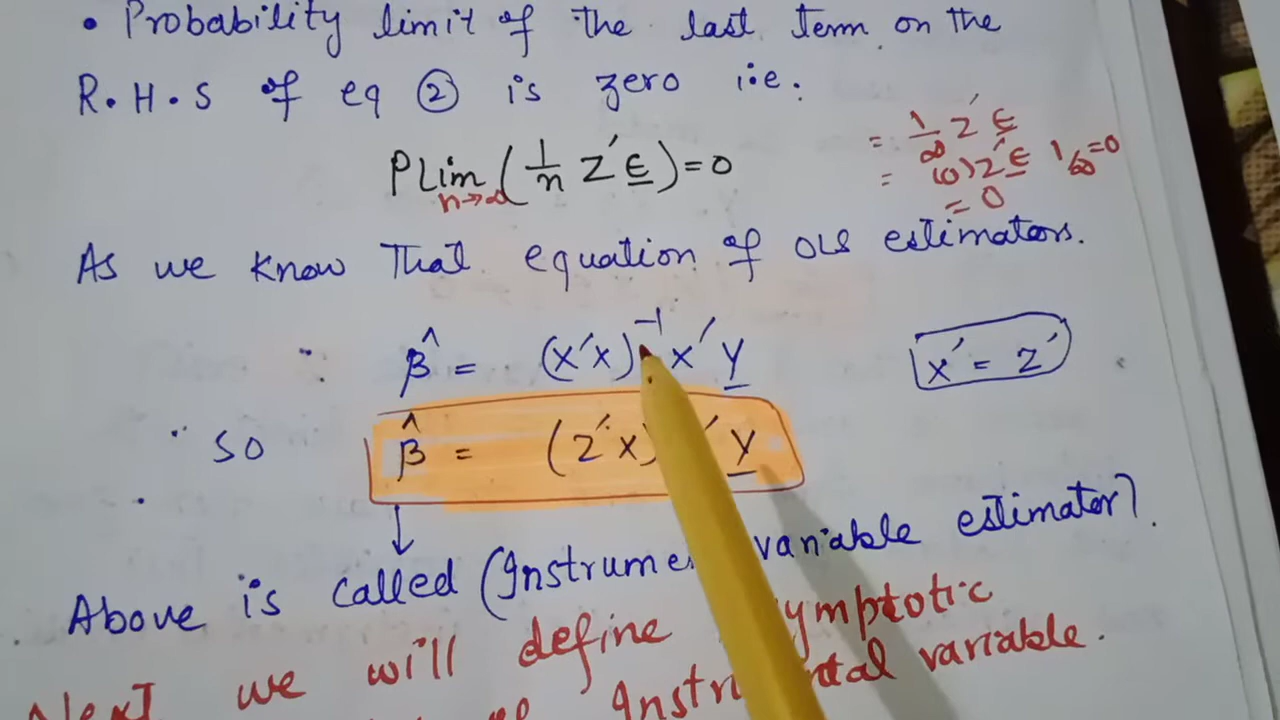 • Probability limit of the last term on the
R.H.S of eq ② is zero i.e.
PLim n→∞ (1/n Z′ε) = 0
= 1/∞ Z′ε
= (0) Z′ε 1/∞ = 0
= 0
As we know That equation of OLS estimators.
∵ β̂ = (x′x)⁻¹ x′ Y
x′ = z′
∵ So β̂ = (z′x) ′ Y
Above is called (Instrume variable estimator).
Next we will define ymptotic
Instr tal variable.